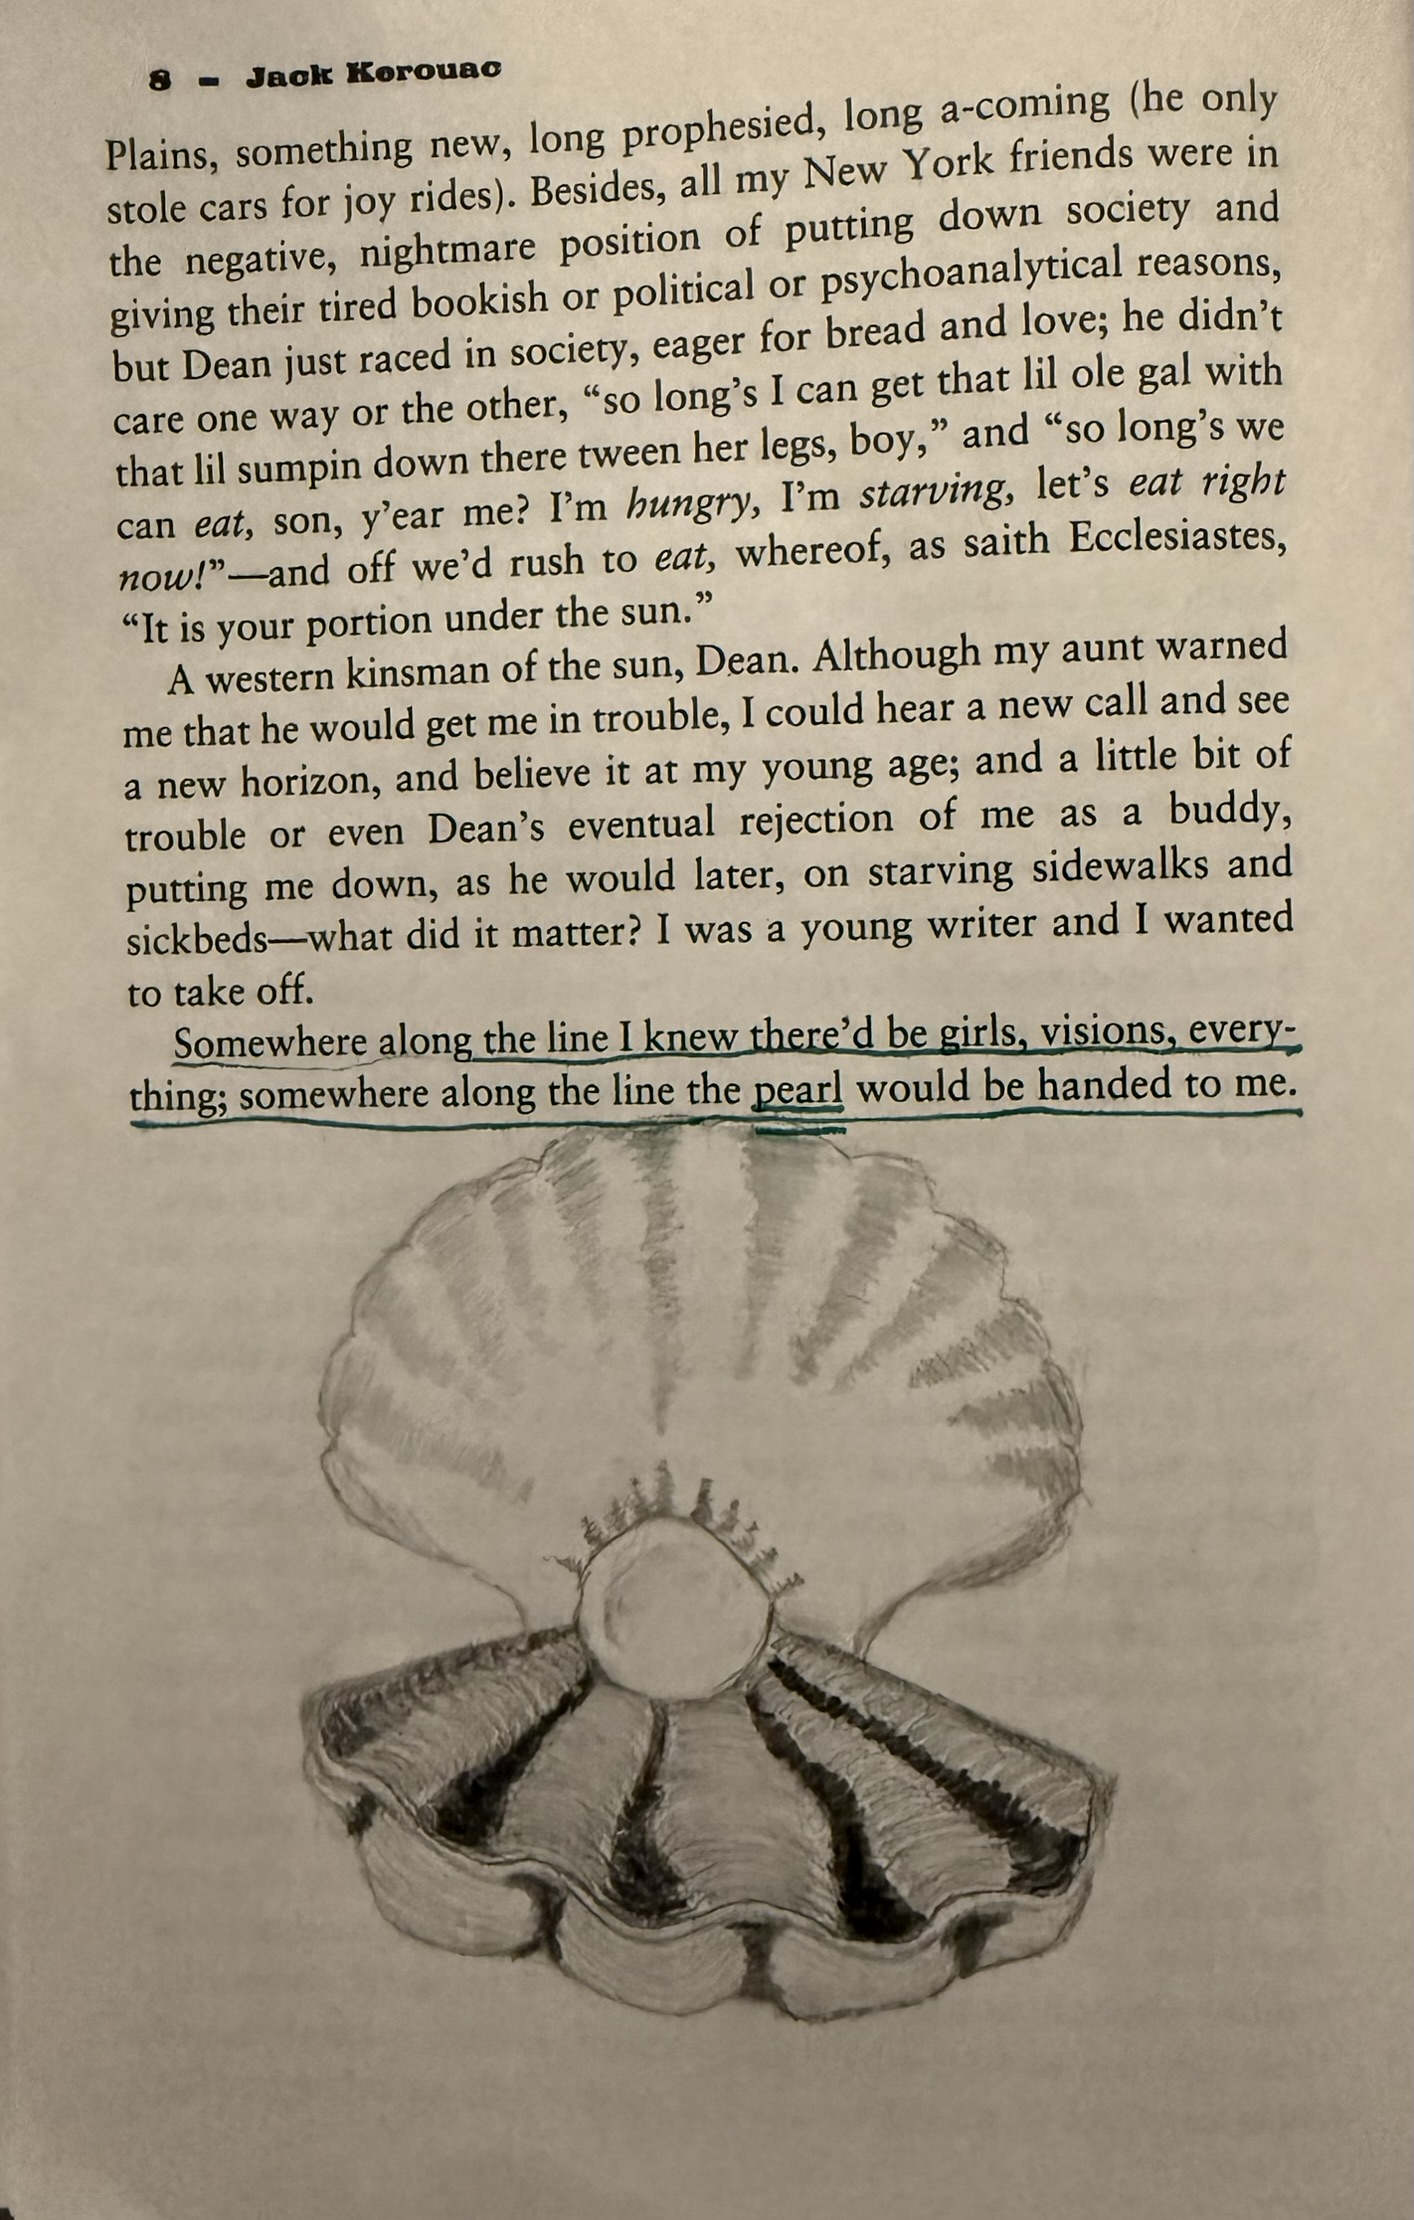 8 - Jack Kerouac
Plains, something new, long prophesied, long a-coming (he only
stole cars for joy rides). Besides, all my New York friends were in
the negative, nightmare position of putting down society and
giving their tired bookish or political or psychoanalytical reasons,
but Dean just raced in society, eager for bread and love; he didn’t
care one way or the other, “so long’s I can get that lil ole gal with
that lil sumpin down there tween her legs, boy,” and “so long’s we
can eat, son, y’ear me? I’m hungry, I’m starving, let’s eat right
now!”—and off we’d rush to eat, whereof, as saith Ecclesiastes,
“It is your portion under the sun.”
A western kinsman of the sun, Dean. Although my aunt warned
me that he would get me in trouble, I could hear a new call and see
a new horizon, and believe it at my young age; and a little bit of
trouble or even Dean’s eventual rejection of me as a buddy,
putting me down, as he would later, on starving sidewalks and
sickbeds—what did it matter? I was a young writer and I wanted
to take off.
Somewhere along the line I knew there’d be girls, visions, every-
thing; somewhere along the line the pearl would be handed to me.